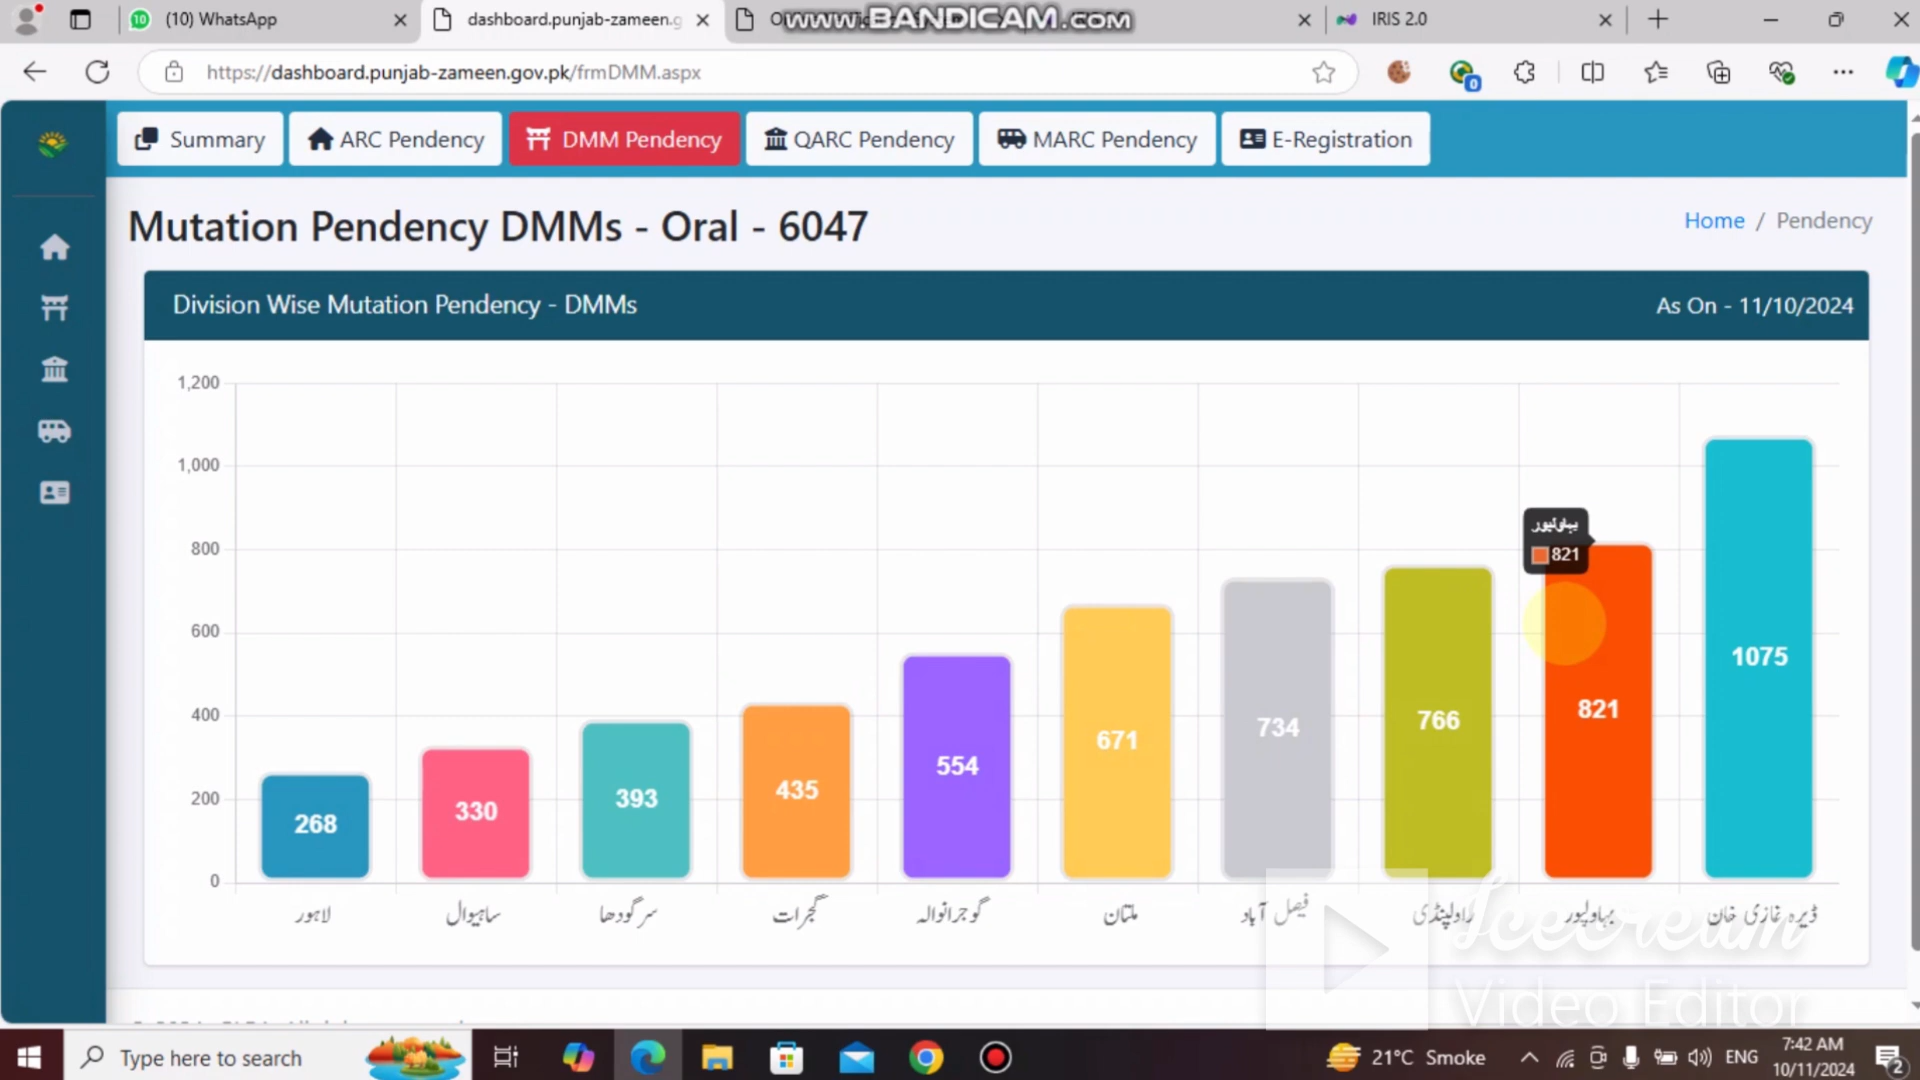 (10) WhatsApp
dashboard.punjab-zameen.g
www.BANDICAM.com
IRIS 2.0
https://dashboard.punjab-zameen.gov.pk/frmDMM.aspx
0
Summary
ARC Pendency
DMM Pendency
QARC Pendency
MARC Pendency
E-Registration
Mutation Pendency DMMs - Oral - 6047
Home / Pendency
Division Wise Mutation Pendency - DMMs
As On - 11/10/2024
1,200
1,000
800
600
400
200
0
بہاولپور
821
268
330
393
435
554
671
734
766
821
1075
لاہور
ساہیوال
سرگودھا
گجرات
گوجرانوالہ
ملتان
فیصل آباد
راولپنڈی
بہاولپور
ڈیرہ غازی خان
Icecream
Video Editor
Type here to search
21°C Smoke
ENG
7:42 AM
10/11/2024
2